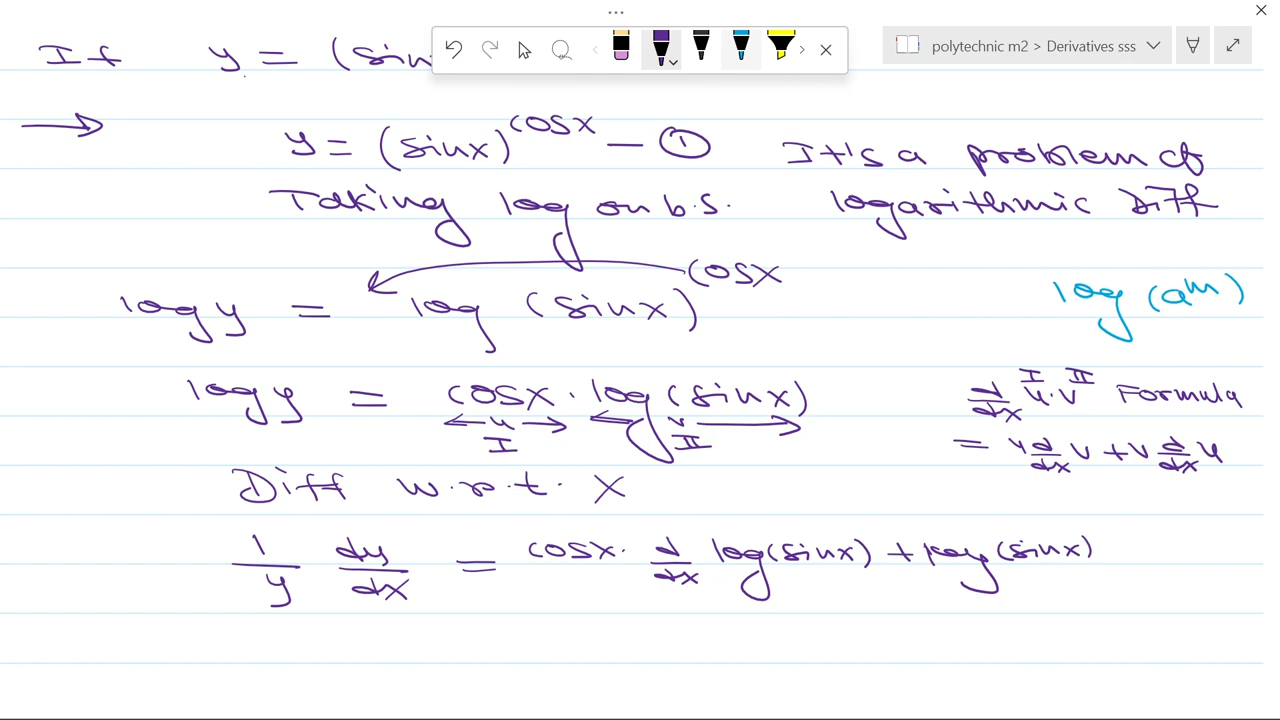 polytechnic m2 > Derivatives sss
If y = (sin
y = (sinx)^cosx — ① It's a problem of
Taking log on b.s. logarithmic Diff
log y = log (sinx)^cosx log (a^m)
log y = cosx · log (sinx) d/dx u·v Formula
u v I II
I II = u d/dx v + v d/dx u
Diff w.r.t. x
1/y dy/dx = cosx · d/dx log(sinx) + log(sinx)